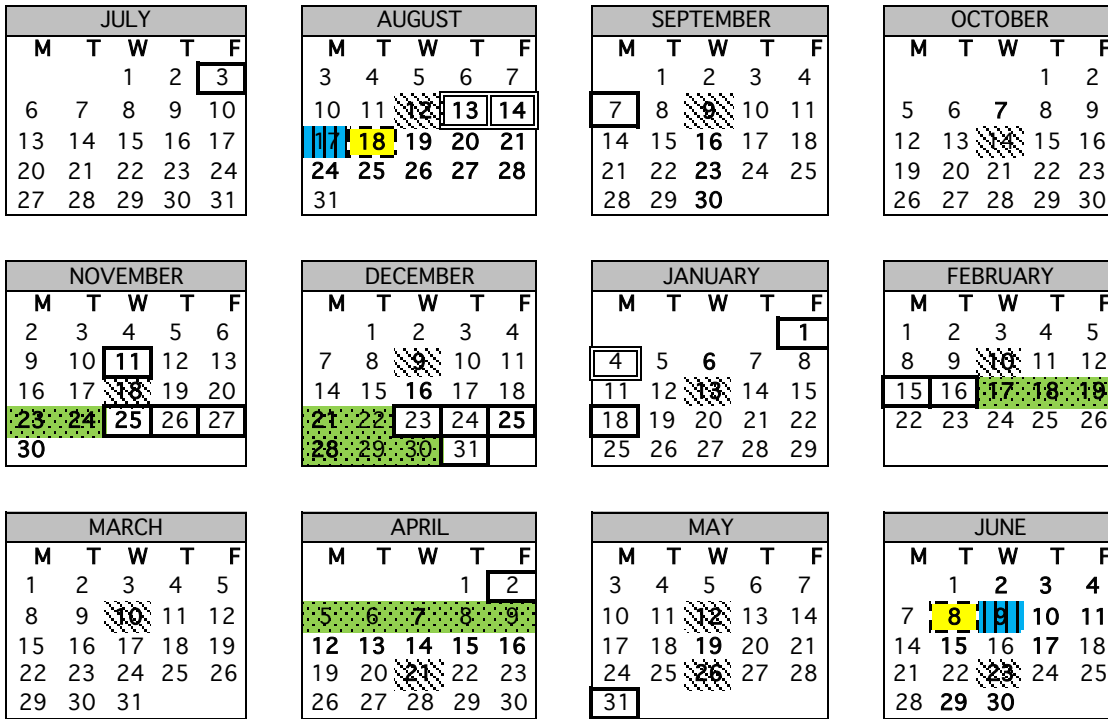 JULY AUGUST SEPTEMBER OCTOBER
M T W T F M T W T F M T W T F M T W T F
1 2 3 3 4 5 6 7 1 2 3 4 1 2
6 7 8 9 10 10 11 12 13 14 7 8 9 10 11 5 6 7 8 9
13 14 15 16 17 17 18 19 20 21 14 15 16 17 18 12 13 14 15 16
20 21 22 23 24 24 25 26 27 28 21 22 23 24 25 19 20 21 22 23
27 28 29 30 31 31 28 29 30 26 27 28 29 30
NOVEMBER DECEMBER JANUARY FEBRUARY
M T W T F M T W T F M T W T F M T W T F
2 3 4 5 6 1 2 3 4 1 1 2 3 4 5
9 10 11 12 13 7 8 9 10 11 4 5 6 7 8 8 9 10 11 12
16 17 18 19 20 14 15 16 17 18 11 12 13 14 15 15 16 17 18 19
23 24 25 26 27 21 22 23 24 25 18 19 20 21 22 22 23 24 25 26
30 28 29 30 31 25 26 27 28 29
MARCH APRIL MAY JUNE
M T W T F M T W T F M T W T F M T W T F
1 2 3 4 5 1 2 3 4 5 6 7 1 2 3 4
8 9 10 11 12 5 6 7 8 9 10 11 12 13 14 7 8 9 10 11
15 16 17 18 19 12 13 14 15 16 17 18 19 20 21 14 15 16 17 18
22 23 24 25 26 19 20 21 22 23 24 25 26 27 28 21 22 23 24 25
29 30 31 26 27 28 29 30 31 28 29 30